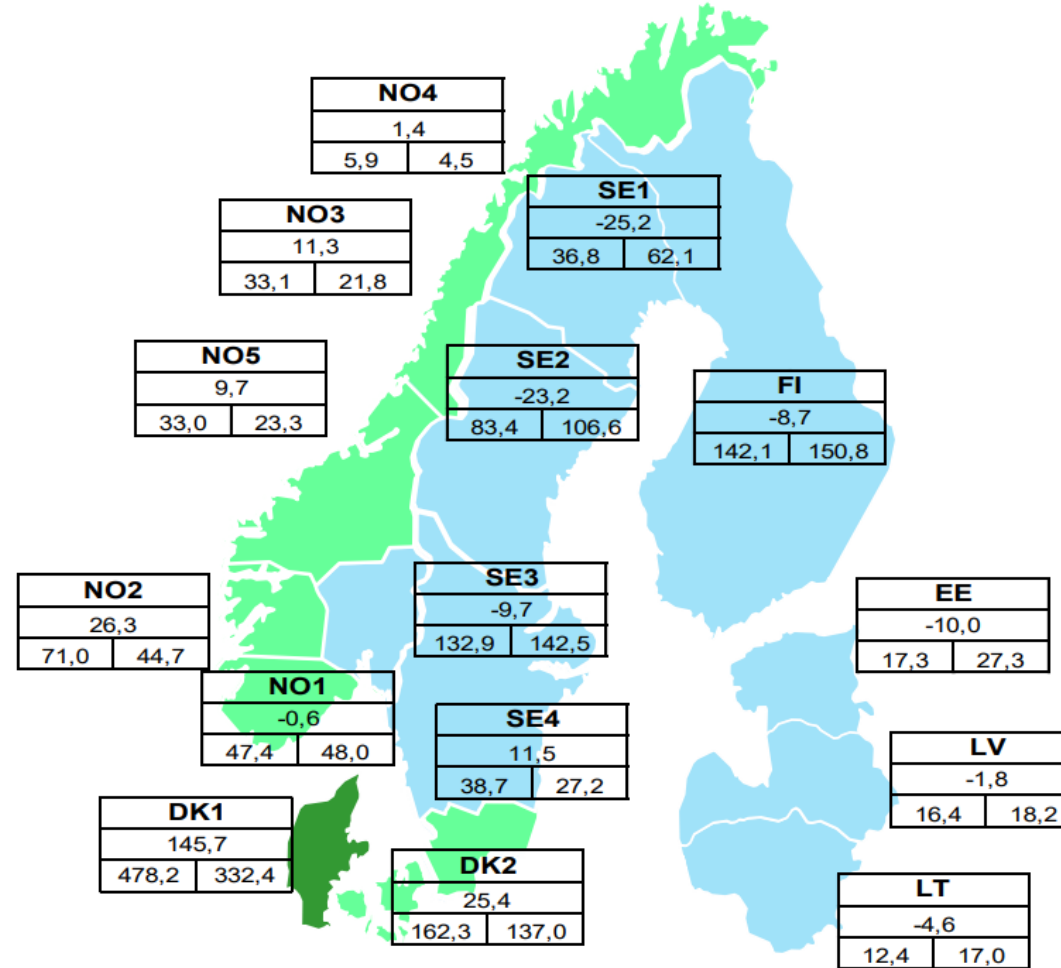 NO4
1,4
5,9 4,5
SE1
-25,2
36,8 62,1
NO3
11,3
33,1 21,8
NO5
9,7
33,0 23,3
SE2
-23,2
83,4 106,6
FI
-8,7
142,1 150,8
SE3
-9,7
132,9 142,5
NO2
26,3
71,0 44,7
EE
-10,0
17,3 27,3
NO1
-0,6
47,4 48,0
SE4
11,5
38,7 27,2
LV
-1,8
16,4 18,2
DK1
145,7
478,2 332,4
DK2
25,4
162,3 137,0
LT
-4,6
12,4 17,0